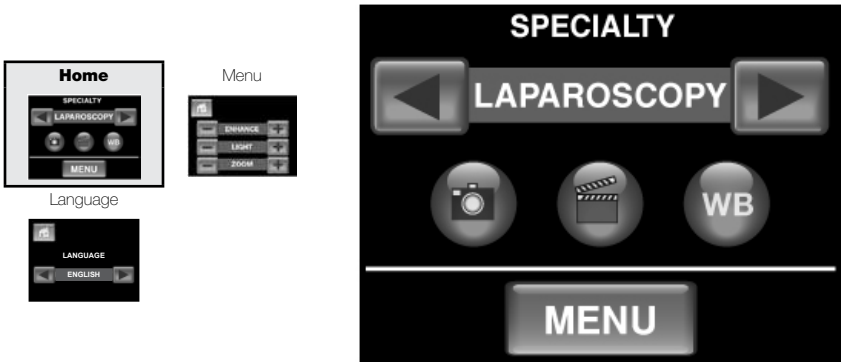 Home
SPECIALTY
LAPAROSCOPY
WB
MENU
Menu
ENHANCE
LIGHT
ZOOM
Language
LANGUAGE
ENGLISH
SPECIALTY
LAPAROSCOPY
WB
MENU